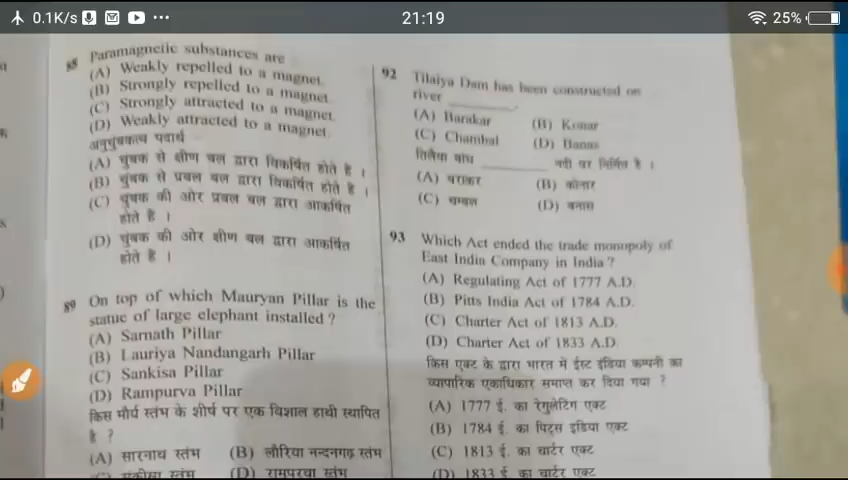 0.1K/s
21:19
25%
88 Paramagnetic substances are
(A) Weakly repelled to a magnet.
(B) Strongly repelled to a magnet
(C) Strongly attracted to a magnet
(D) Weakly attracted to a magnet.
अनुचुंबकत्व पदार्थ
(A) चुंबक से क्षीण बल द्वारा विकर्षित होते है ।
(B) चुंबक से प्रबल बल द्वारा विकर्षित होते है ।
(C) चुंबक की ओर प्रबल बल द्वारा आकर्षित
होते है ।
(D) चुंबक की ओर क्षीण बल द्वारा आकर्षित
होते है ।
89 On top of which Mauryan Pillar is the
statue of large elephant installed ?
(A) Sarnath Pillar
(B) Lauriya Nandangarh Pillar
(C) Sankisa Pillar
(D) Rampurva Pillar
किस मौर्य स्तंभ के शीर्ष पर एक विशाल हाथी स्थापित
है ?
(A) सारनाथ स्तंभ (B) लौरिया नन्दनगढ़ स्तंभ
(C) संकीसा स्तंभ (D) रामपुरवा स्तंभ
92 Tilaiya Dam has been constructed on
river ________.
(A) Barakar (B) Konar
(C) Chambal (D) Banas
तिलैया बांध ________ नदी पर निर्मित है ।
(A) बराकर (B) कोनार
(C) चम्बल (D) बनास
93 Which Act ended the trade monopoly of
East India Company in India ?
(A) Regulating Act of 1777 A.D.
(B) Pitts India Act of 1784 A.D.
(C) Charter Act of 1813 A.D.
(D) Charter Act of 1833 A.D.
किस एक्ट के द्वारा भारत में ईस्ट इंडिया कम्पनी का
व्यापारिक एकाधिकार समाप्त कर दिया गया ?
(A) 1777 ई. का रेगुलेटिंग एक्ट
(B) 1784 ई. का पिट्स इंडिया एक्ट
(C) 1813 ई. का चार्टर एक्ट
(D) 1833 ई. का चार्टर एक्ट